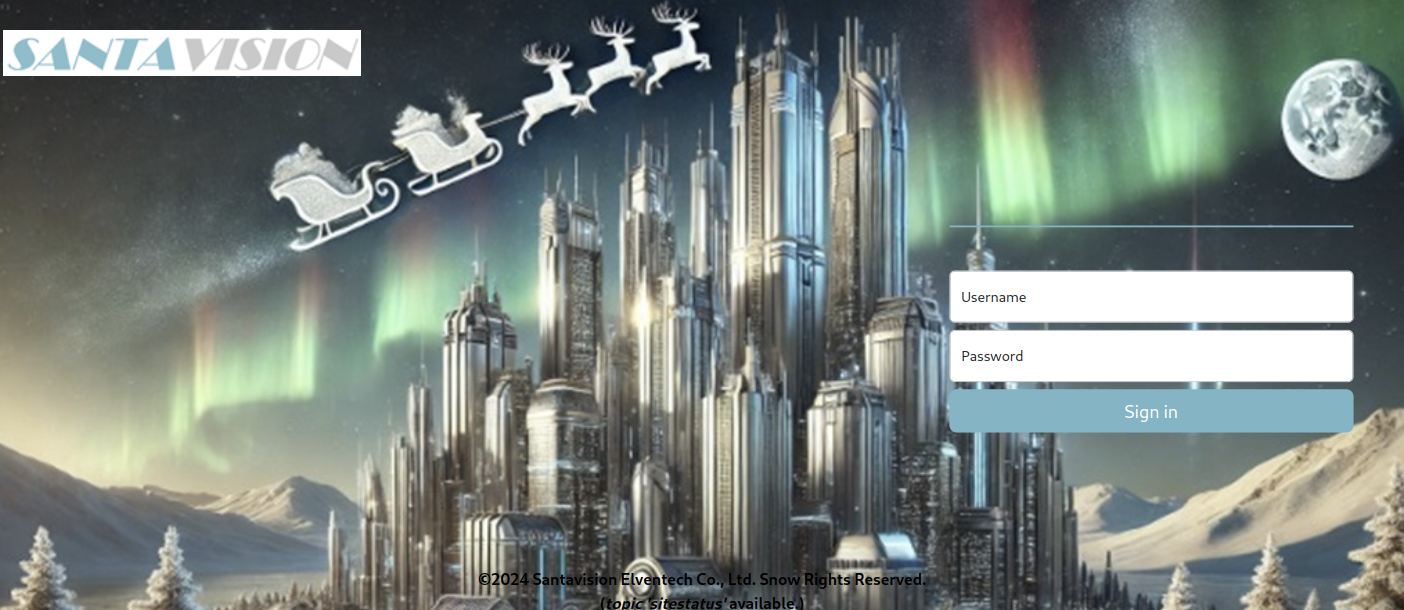 SANTAVISION
Username
Password
Sign in
©2024 Santavision Elventech Co., Ltd. Snow Rights Reserved.
(topic 'sitestatus' available.)